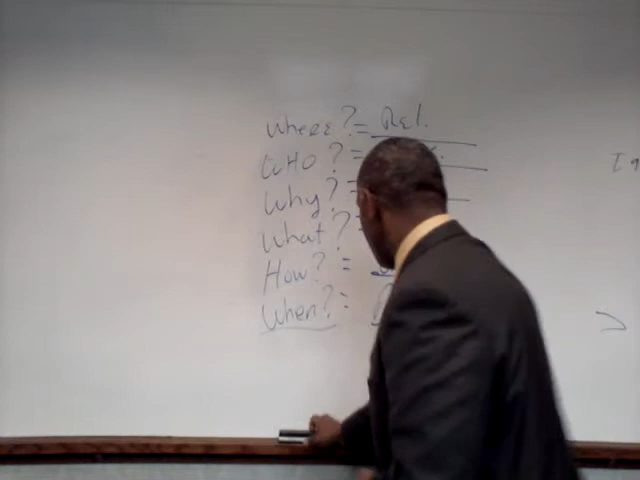 Where? = Rel.
WHO? =
Why? =
What? =
How? =
When? =